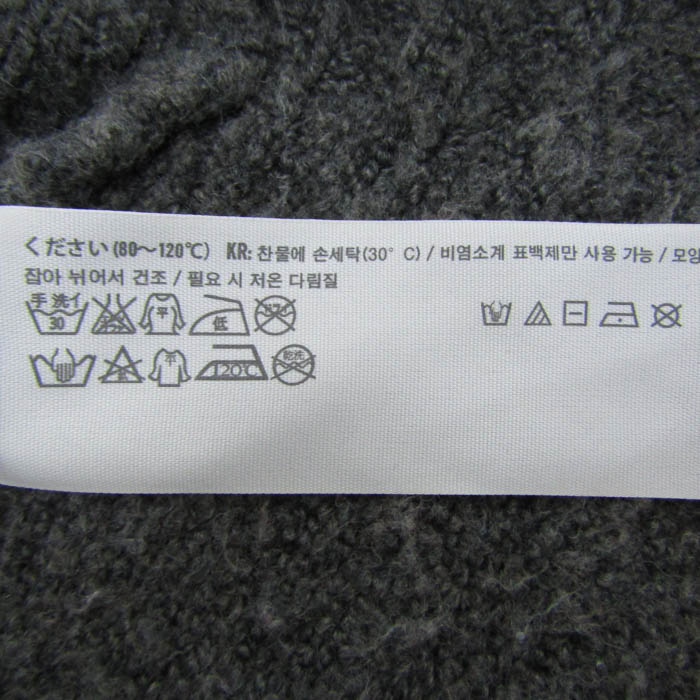 ください(80～120℃) KR: 찬물에 손세탁(30° C) / 비염소계 표백제만 사용 가능 / 모양
잡아 뉘어서 건조 / 필요 시 저온 다림질
手洗イ
30 平 低
平 120℃ 乾洗